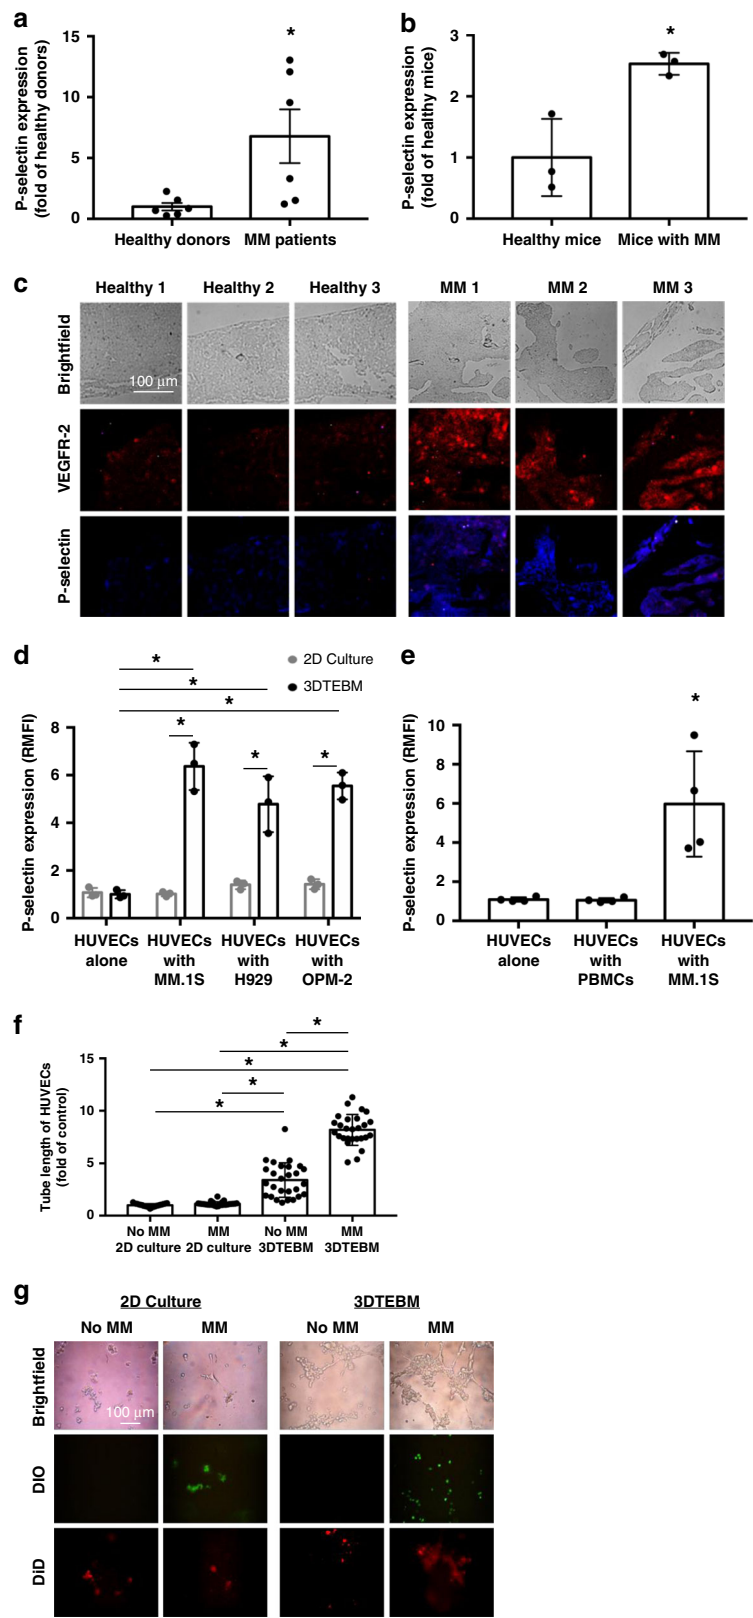 a
P-selectin expression
(fold of healthy donors)
15
10
5
0
*
Healthy donors
MM patients
b
P-selectin expression
(fold of healthy mice)
3
2
1
0
*
Healthy mice
Mice with MM
c
Healthy 1
Healthy 2
Healthy 3
MM 1
MM 2
MM 3
Brightfield
100 μm
VEGFR-2
P-selectin
d
2D Culture
3DTEBM
*
*
*
*
*
*
P-selectin expression (RMFI)
8
6
4
2
0
HUVECs
alone
HUVECs
with
MM.1S
HUVECs
with
H929
HUVECs
with
OPM-2
e
P-selectin expression (RMFI)
10
8
6
4
2
0
*
HUVECs
alone
HUVECs
with
PBMCs
HUVECs
with
MM.1S
f
Tube length of HUVECs
(fold of control)
15
10
5
0
*
*
*
*
*
No MM
2D culture
MM
2D culture
No MM
3DTEBM
MM
3DTEBM
g
2D Culture
3DTEBM
No MM
MM
No MM
MM
Brightfield
100 μm
DIO
DiD